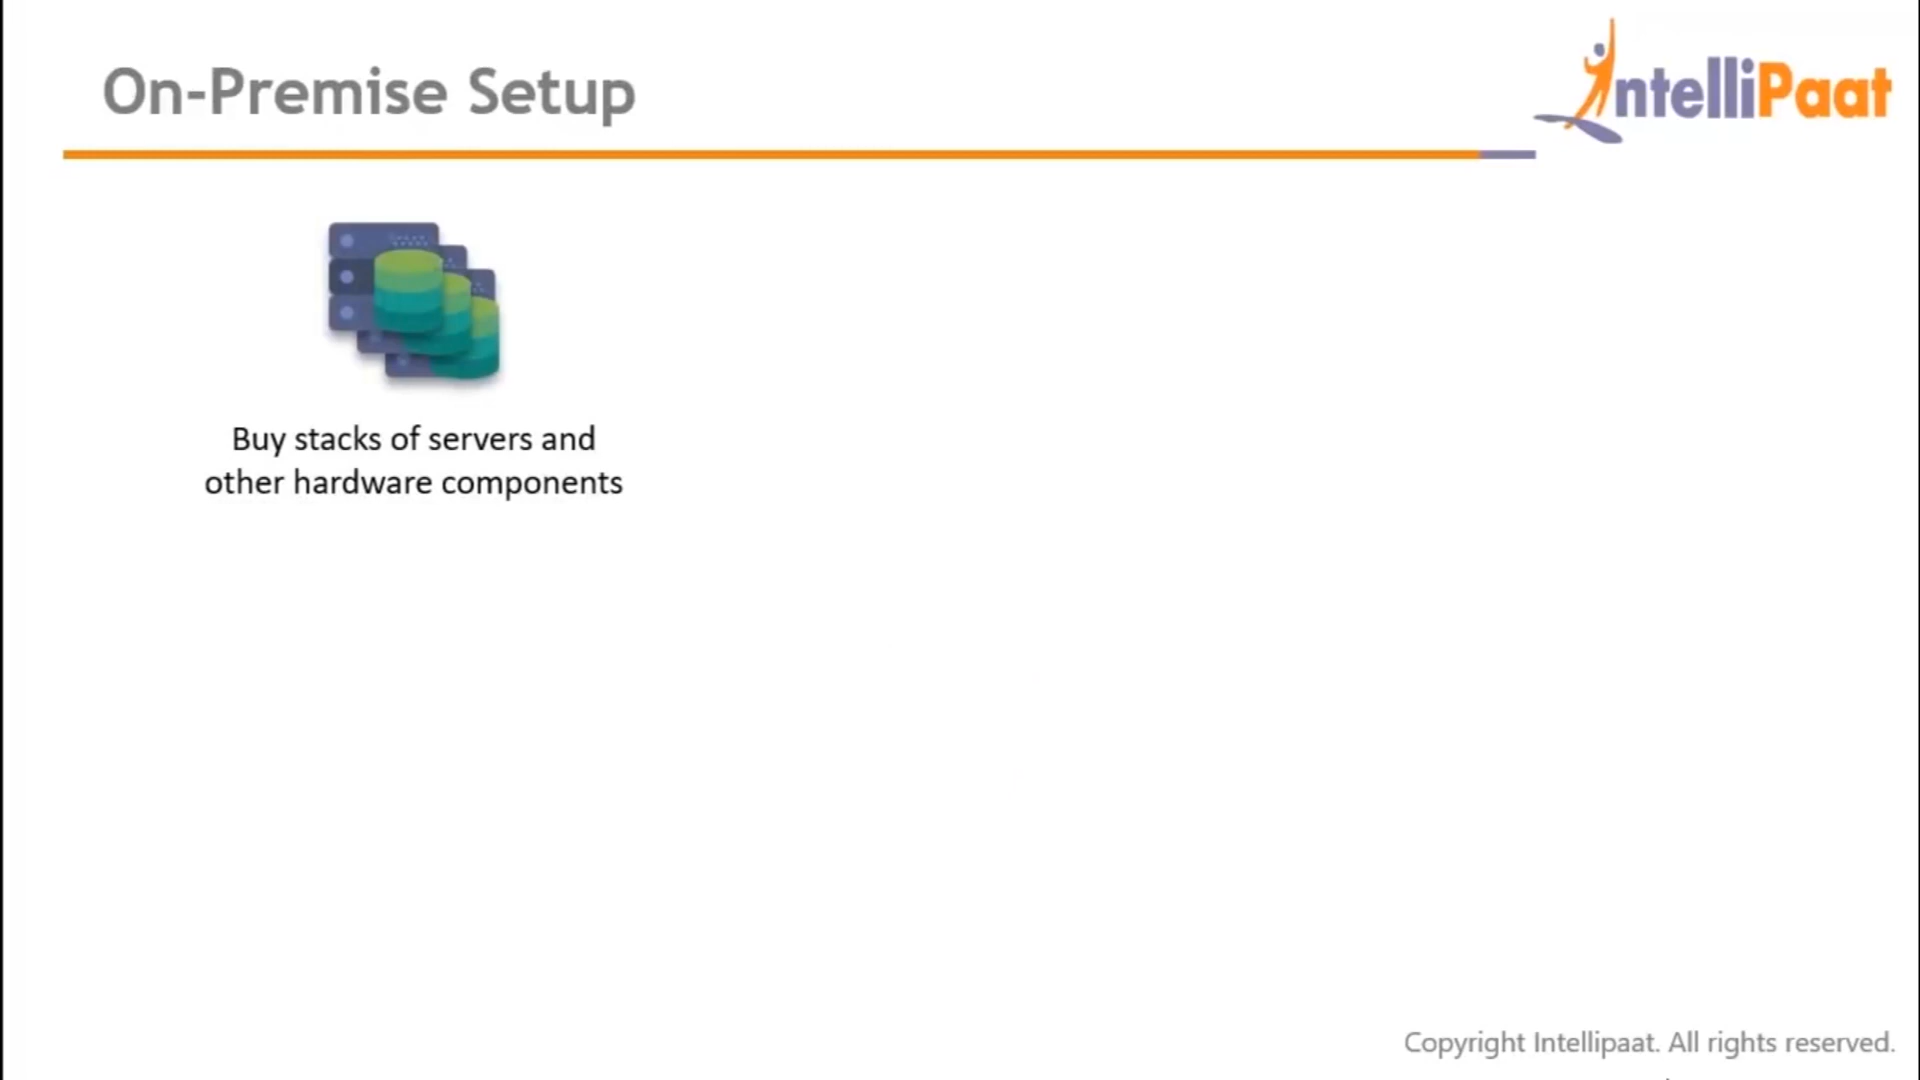 On-Premise Setup
IntelliPaat
Buy stacks of servers and
other hardware components
Copyright Intellipaat. All rights reserved.